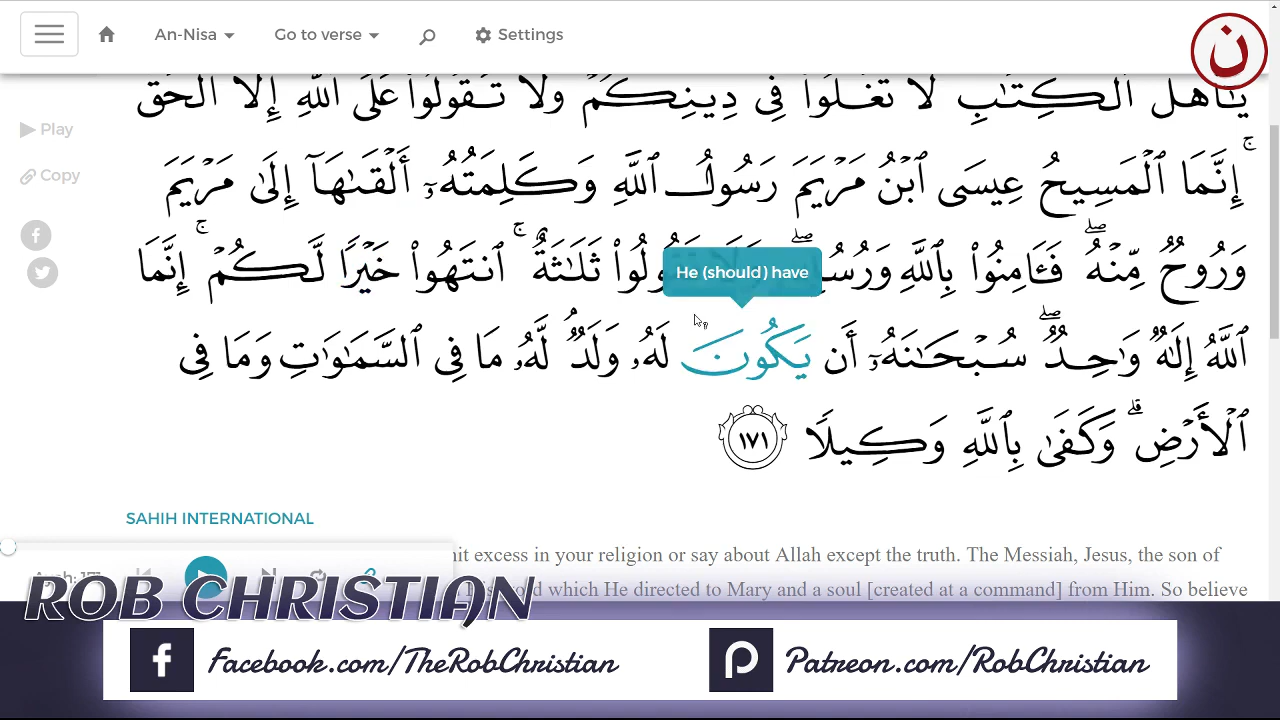 An-Nisa
Go to verse
Settings
ن
Play
Copy
يَٰٓأَهْلَ ٱلْكِتَٰبِ لَا تَغْلُوا۟ فِى دِينِكُمْ وَلَا تَقُولُوا۟ عَلَى ٱللَّهِ إِلَّا ٱلْحَقَّ
ۚ إِنَّمَا ٱلْمَسِيحُ عِيسَى ٱبْنُ مَرْيَمَ رَسُولُ ٱللَّهِ وَكَلِمَتُهُۥٓ أَلْقَىٰهَآ إِلَىٰ مَرْيَمَ
He (should) have
وَرُوحٌ مِّنْهُ ۖ فَـَٔامِنُوا۟ بِٱللَّهِ ۖ ثَلَٰثَةٌ ۚ ٱنتَهُوا۟ خَيْرًا لَّكُمْ ۚ إِنَّمَا
ٱللَّهُ إِلَٰهٌ وَٰحِدٌ ۖ سُبْحَٰنَهُۥٓ أَن يَكُونَ لَهُۥ وَلَدٌ ۘ لَّهُۥ مَا فِى ٱلسَّمَٰوَٰتِ وَمَا فِى
ٱلْأَرْضِ ۗ وَكَفَىٰ بِٱللَّهِ وَكِيلًا ١٧١
SAHIH INTERNATIONAL
excess in your religion or say about Allah except the truth. The Messiah, Jesus, the son of
which He directed to Mary and a soul [created at a command] from Him. So believe
ROB CHRISTIAN
Facebook.com/TheRobChristian
Patreon.com/RobChristian